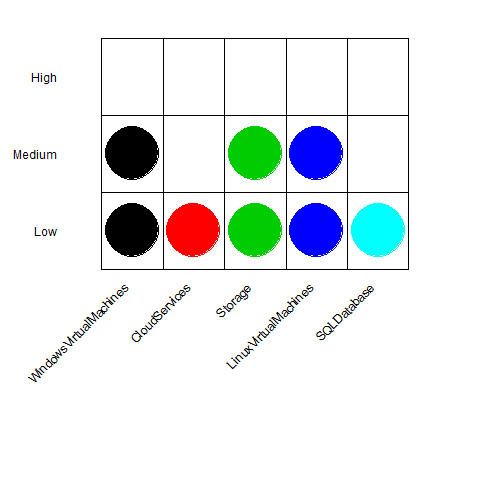 High
Medium
Low
WindowsVirtualMachines
CloudServices
Storage
LinuxVirtualMachines
SQLDatabase